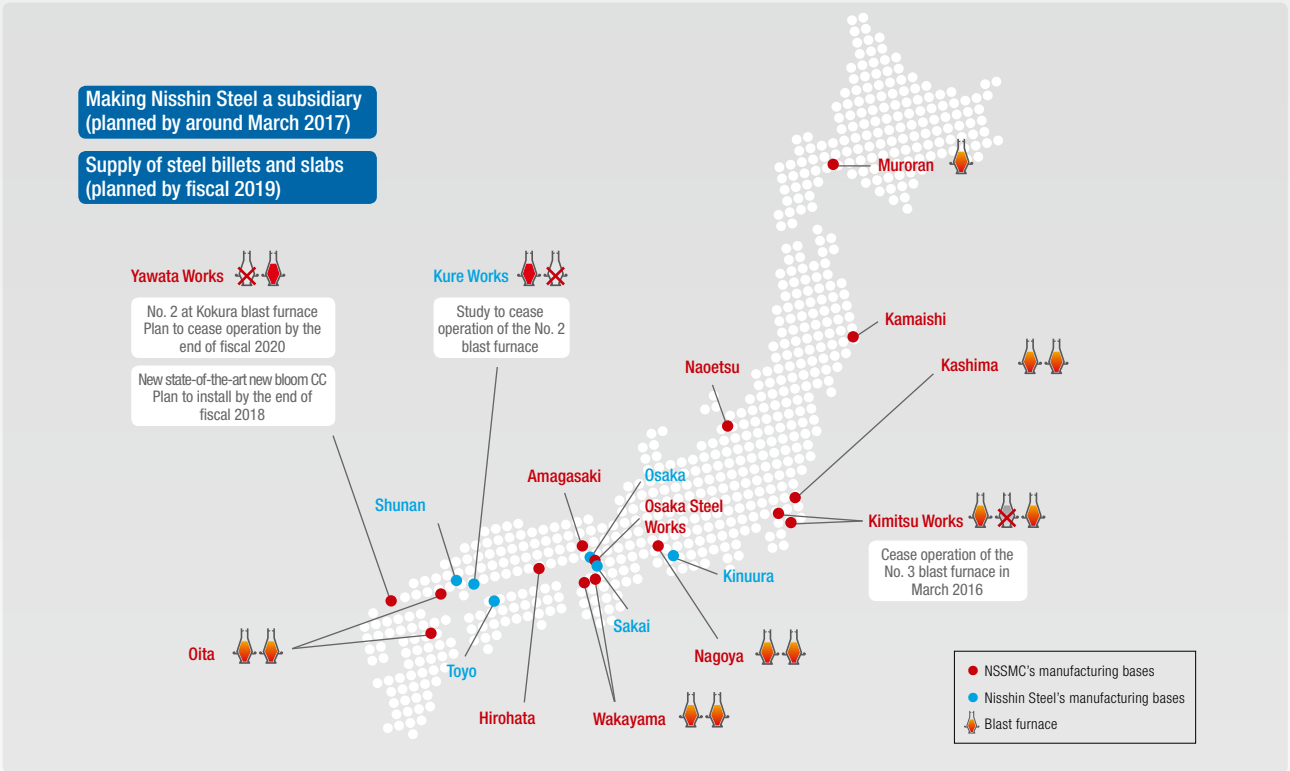 Making Nisshin Steel a subsidiary
(planned by around March 2017)
Supply of steel billets and slabs
(planned by fiscal 2019)
Muroran
Yawata Works
No. 2 at Kokura blast furnace
Plan to cease operation by the
end of fiscal 2020
New state-of-the-art new bloom CC
Plan to install by the end of
fiscal 2018
Kure Works
Study to cease
operation of the No. 2
blast furnace
Kamaishi
Kashima
Naoetsu
Amagasaki
Osaka
Osaka Steel
Works
Shunan
Kimitsu Works
Cease operation of the
No. 3 blast furnace in
March 2016
Kinuura
Sakai
Oita
Toyo
Nagoya
Hirohata
Wakayama
NSSMC's manufacturing bases
Nisshin Steel's manufacturing bases
Blast furnace